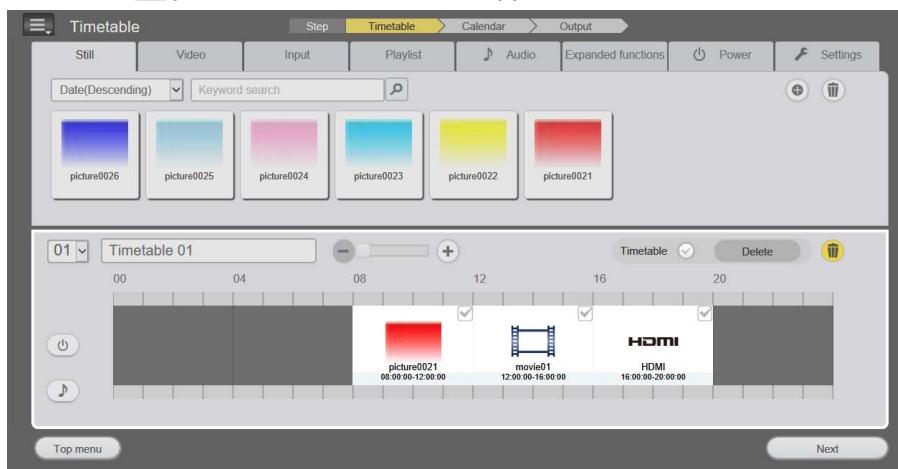 Timetable
Step Timetable Calendar Output
Still Video Input Playlist Audio Expanded functions Power Settings
Date(Descending) Keyword search
picture0026 picture0025 picture0024 picture0023 picture0022 picture0021
01 Timetable 01 Timetable Delete
00 04 08 12 16 20
HDMI
picture0021 movie01 HDMI
08:00:00-12:00:00 12:00:00-16:00:00 16:00:00-20:00:00
Top menu Next